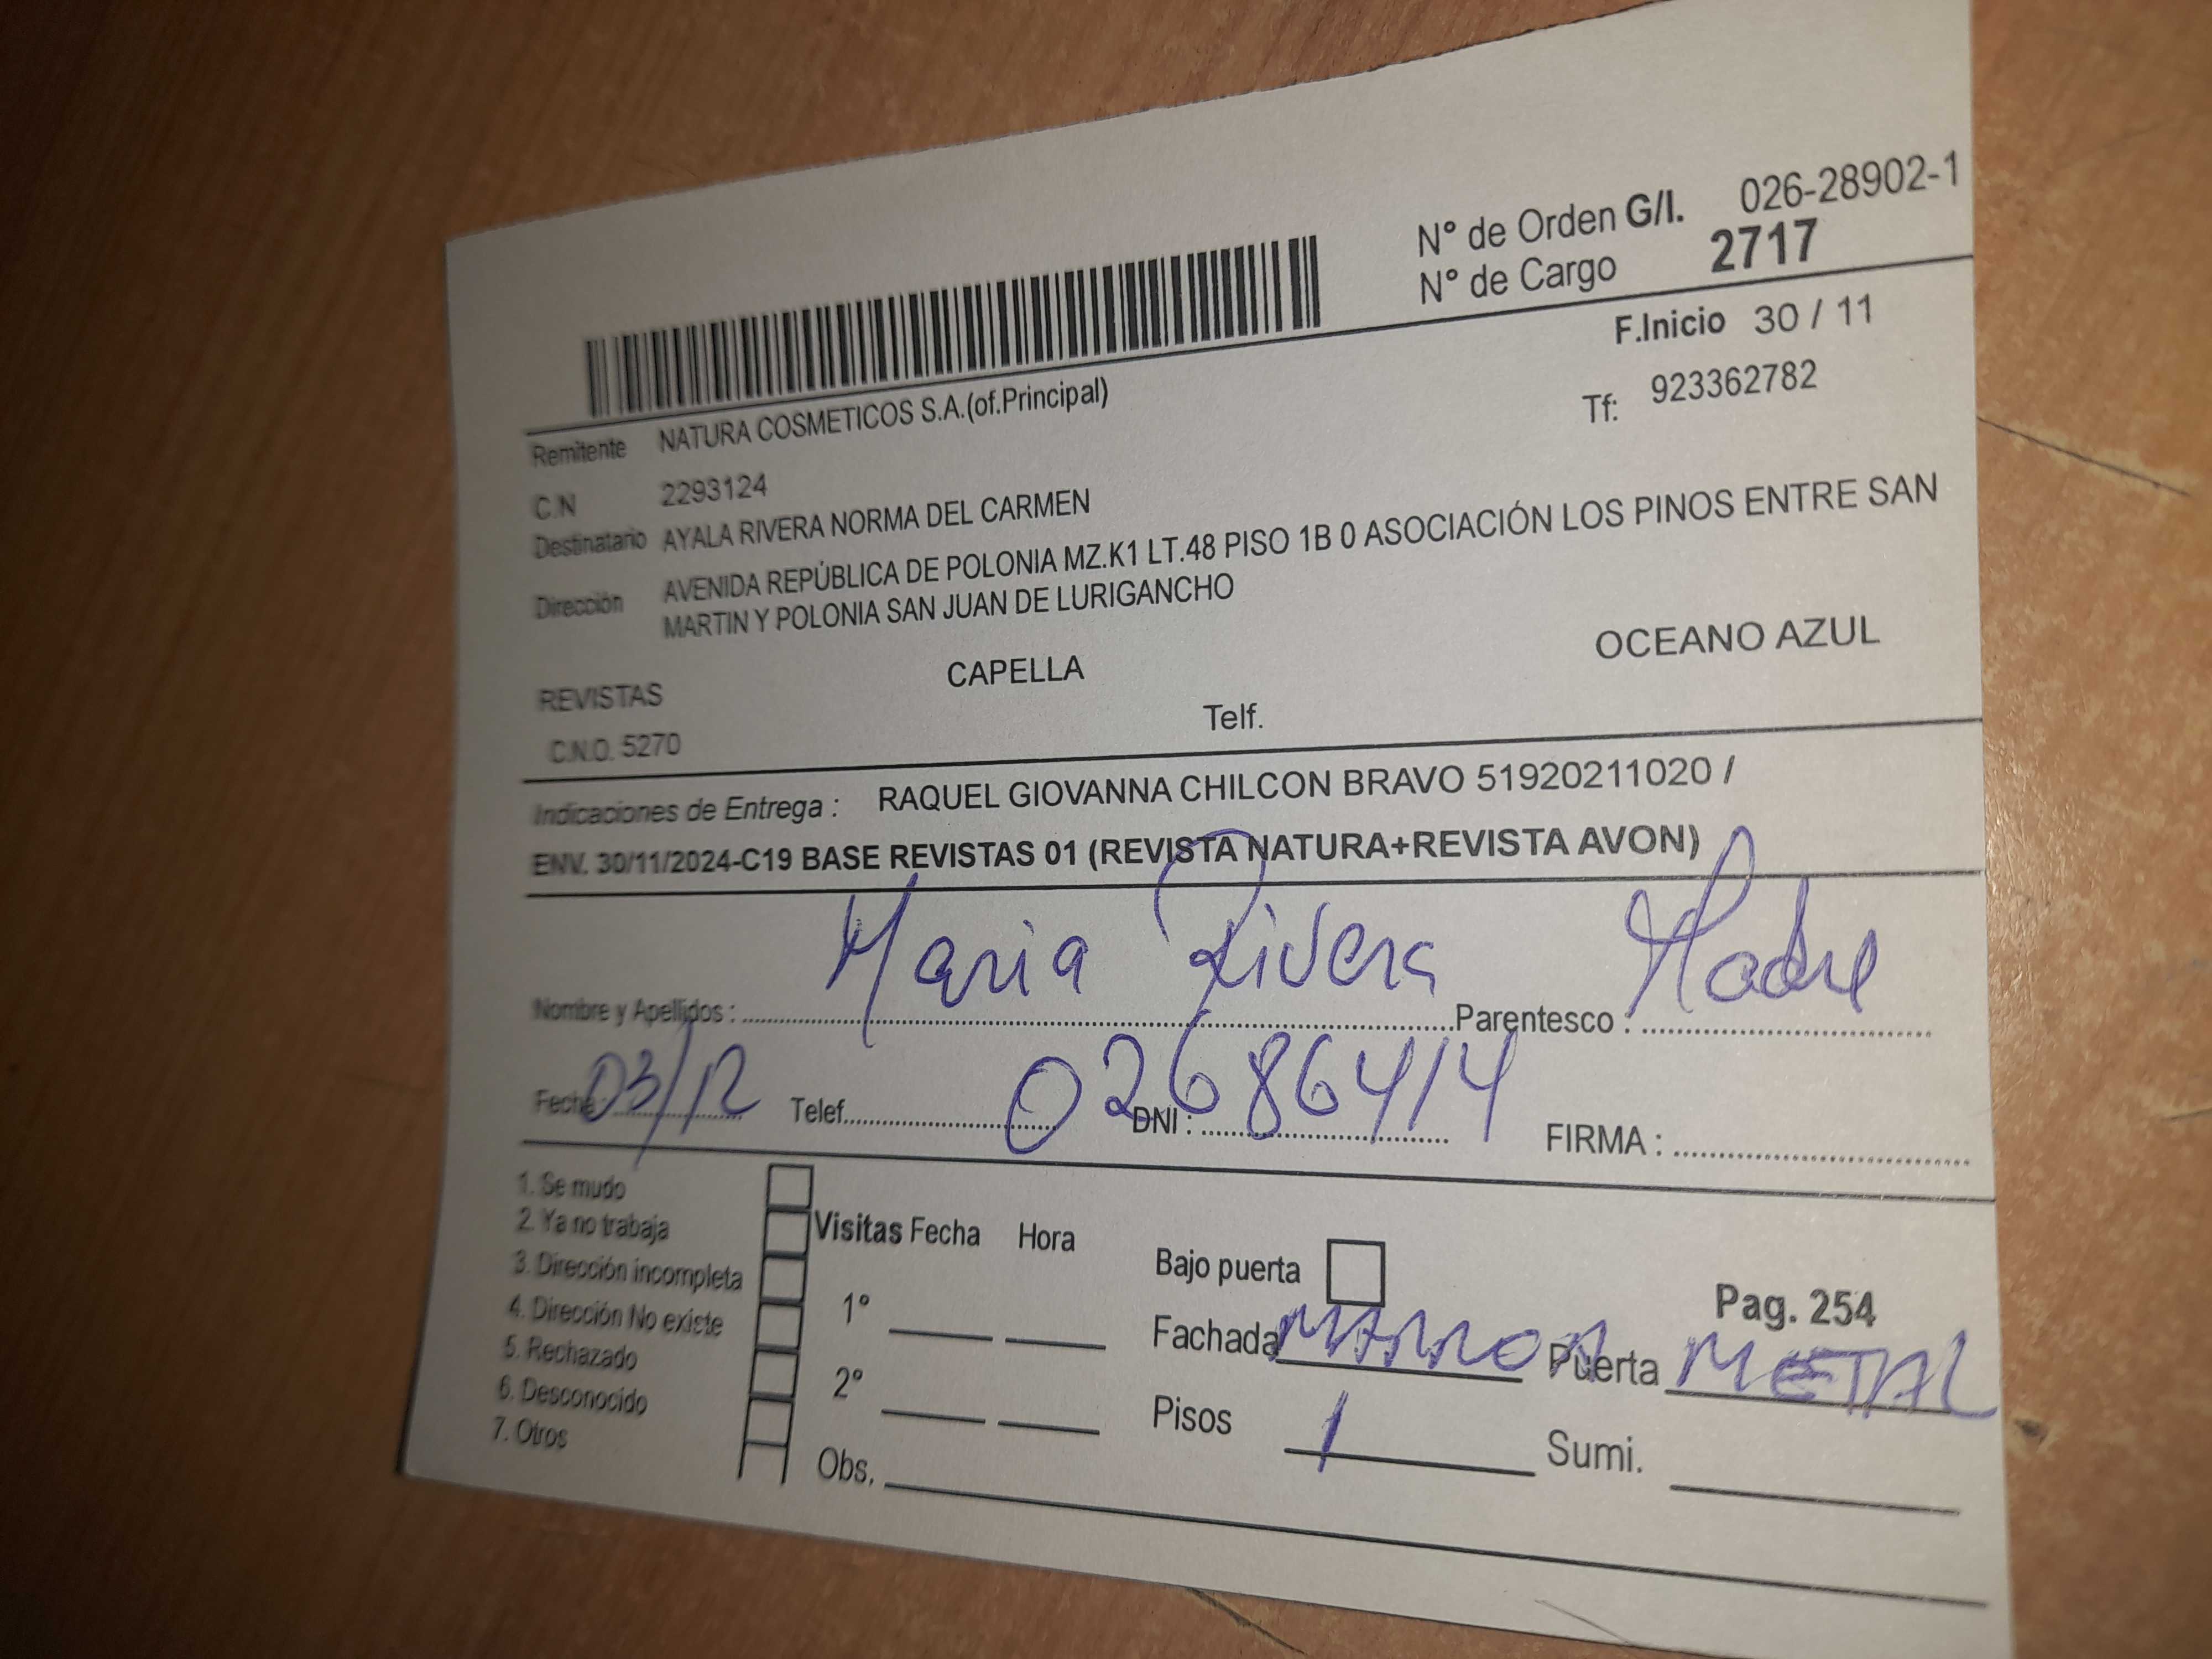 N° de Orden G/I. 026-28902-1
N° de Cargo 2717
F.Inicio 30 / 11
Remitente NATURA COSMETICOS S.A.(of.Principal)
Tf: 923362782
C.N 2293124
Destinatario AYALA RIVERA NORMA DEL CARMEN
Dirección AVENIDA REPÚBLICA DE POLONIA MZ.K1 LT.48 PISO 1B 0 ASOCIACIÓN LOS PINOS ENTRE SAN
MARTIN Y POLONIA SAN JUAN DE LURIGANCHO
REVISTAS CAPELLA OCEANO AZUL
C.N.O. 5270 Telf.
Indicaciones de Entrega : RAQUEL GIOVANNA CHILCON BRAVO 51920211020 /
ENV. 30/11/2024-C19 BASE REVISTAS 01 (REVISTA NATURA+REVISTA AVON)
Nombre y Apellidos : Maria Rivera Parentesco : Madre
Fecha: 03/12 Telef. DNI : 02686414 FIRMA :
1. Se mudo
2. Ya no trabaja
3. Dirección incompleta
4. Dirección No existe
5. Rechazado
6. Desconocido
7. Otros
Visitas Fecha Hora
1°
2°
Obs.
Bajo puerta
Pag. 254
Fachada MARRON Puerta METAL
Pisos 1 Sumi.